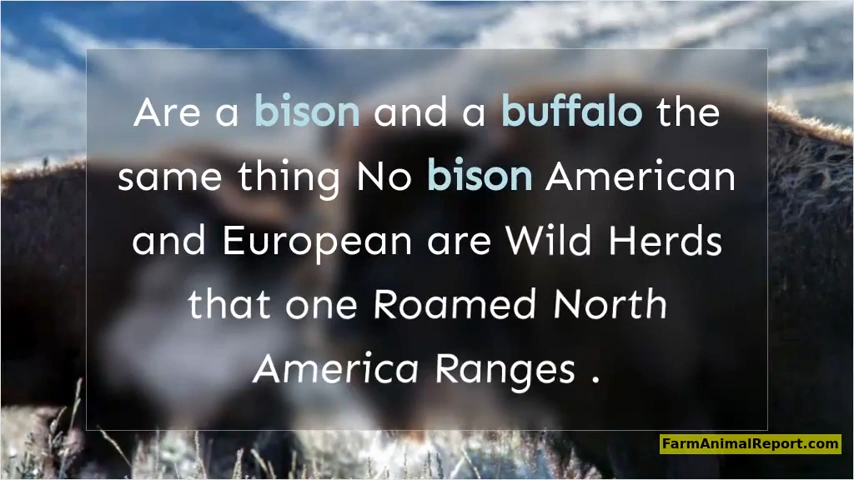 Are a bison and a buffalo the
same thing No bison American
and European are Wild Herds
that one Roamed North
America Ranges .
FarmAnimalReport.com